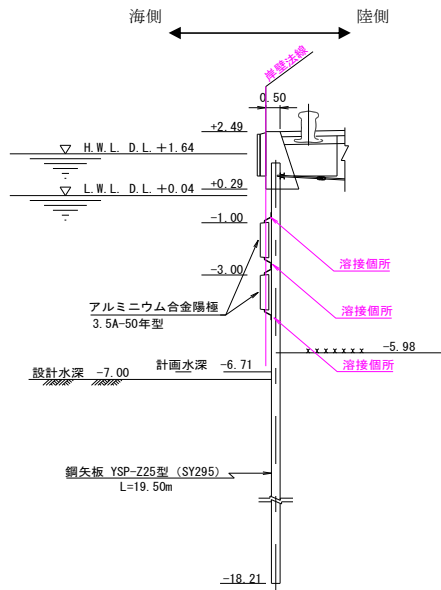 海側 陸側
岸壁法線
0.50
+2.49
H.W.L. D.L.+1.64
L.W.L. D.L.+0.04
+0.29
-1.00
溶接個所
-3.00
アルミニウム合金陽極
3.5A-50年型
溶接個所
-5.98
溶接個所
計画水深 -6.71
設計水深 -7.00
鋼矢板 YSP-Z25型 (SY295)
L=19.50m
-18.21